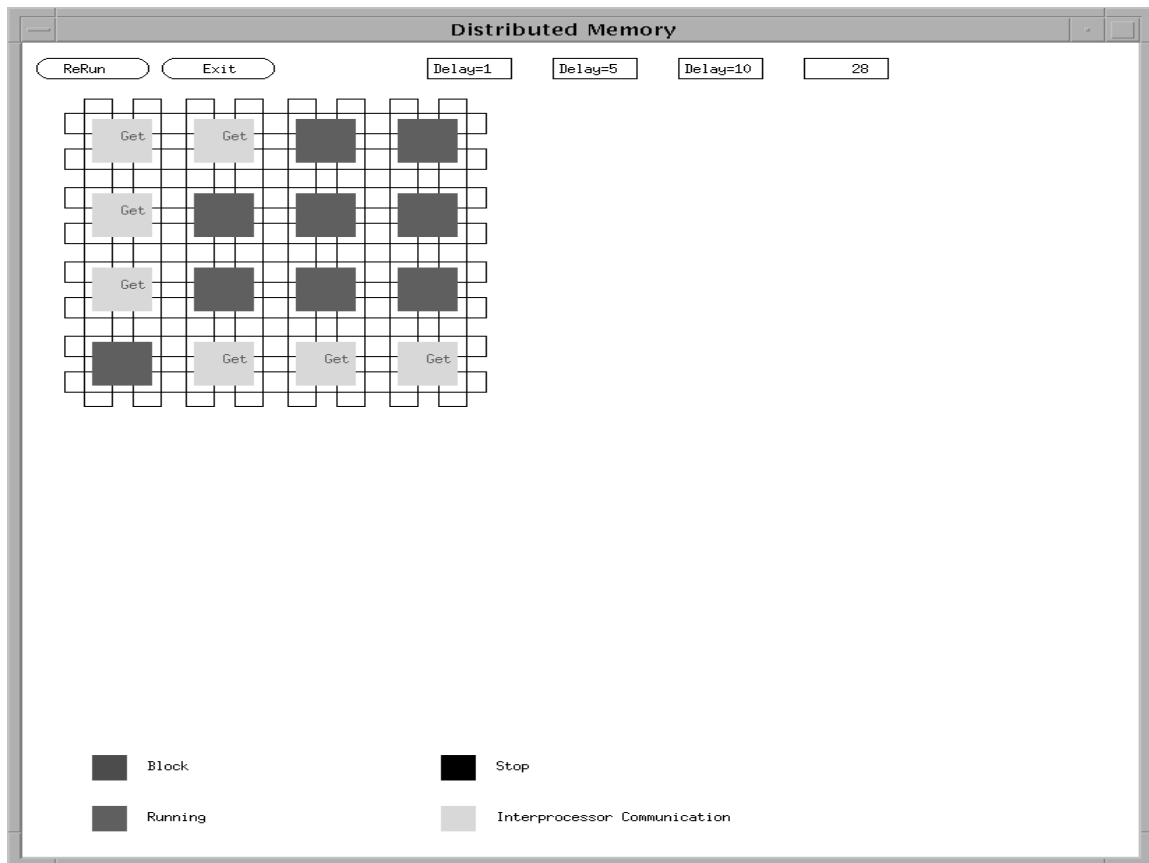 Distributed Memory
ReRun Exit Delay=1 Delay=5 Delay=10 28
Get Get
Get
Get
Get Get Get
Block Stop
Running Interprocessor Communication